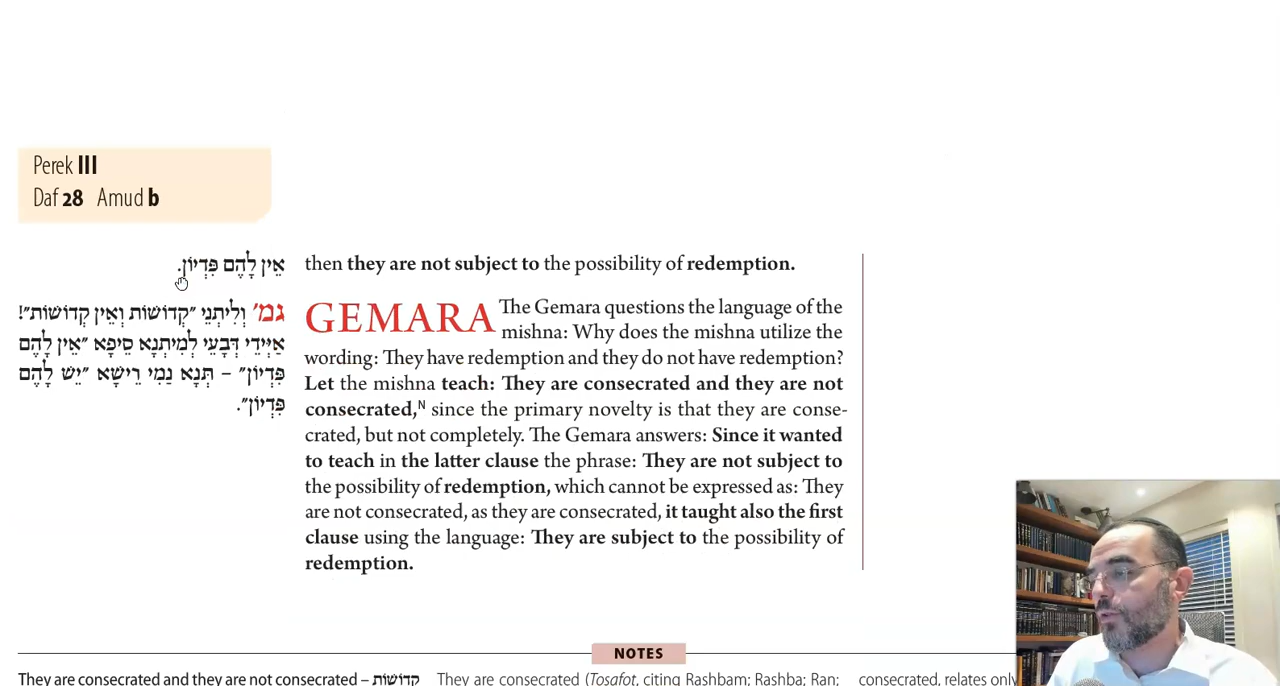 Perek III
Daf 28 Amud b
אֵין לָהֶם פִּדְיוֹן.
גמ׳ וְלִיתְנֵי ״קְדוֹשׁוֹת וְאֵין קְדוֹשׁוֹת״!
אַיְּידֵי דְּבָעֵי לְמִיתְנָא סֵיפָא ״אֵין לָהֶם
פִּדְיוֹן״ – תְּנָא נַמִי רֵישָׁא ״יֵשׁ לָהֶם
פִּדְיוֹן״.
then they are not subject to the possibility of redemption.
GEMARA The Gemara questions the language of the
mishna: Why does the mishna utilize the
wording: They have redemption and they do not have redemption?
Let the mishna teach: They are consecrated and they are not
consecrated,N since the primary novelty is that they are conse-
crated, but not completely. The Gemara answers: Since it wanted
to teach in the latter clause the phrase: They are not subject to
the possibility of redemption, which cannot be expressed as: They
are not consecrated, as they are consecrated, it taught also the first
clause using the language: They are subject to the possibility of
redemption.
NOTES
They are consecrated and they are not consecrated – קְדוֹשׁוֹת
They are consecrated (Tosafot, citing Rashbam; Rashba; Ran;
consecrated, relates only